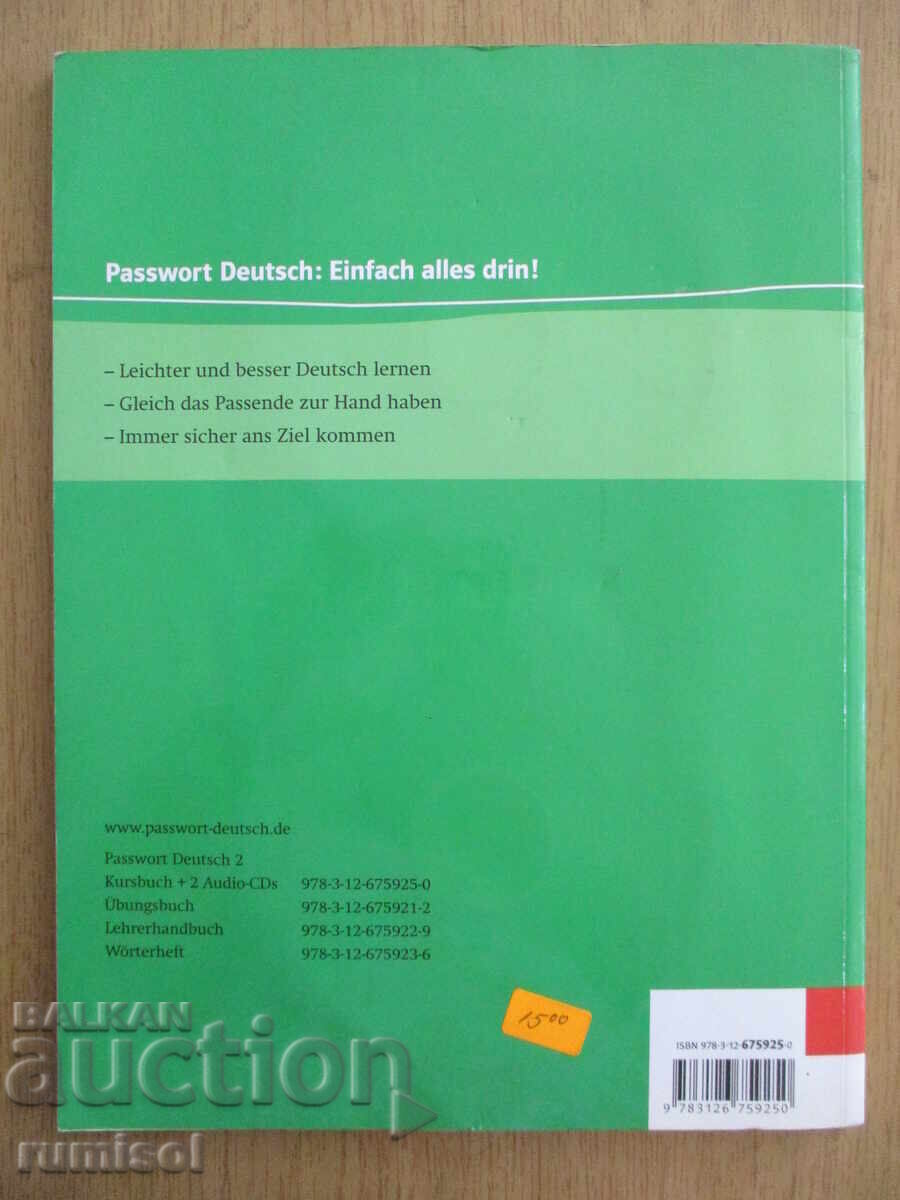 Passwort Deutsch: Einfach alles drin!
– Leichter und besser Deutsch lernen
– Gleich das Passende zur Hand haben
– Immer sicher ans Ziel kommen
www.passwort-deutsch.de
Passwort Deutsch 2
Kursbuch + 2 Audio-CDs 978-3-12-675925-0
Übungsbuch 978-3-12-675921-2
Lehrerhandbuch 978-3-12-675922-9
Wörterheft 978-3-12-675923-6
1500
ISBN 978-3-12-675925-0
9 783126 759250
BALKAN
auction
rumisol